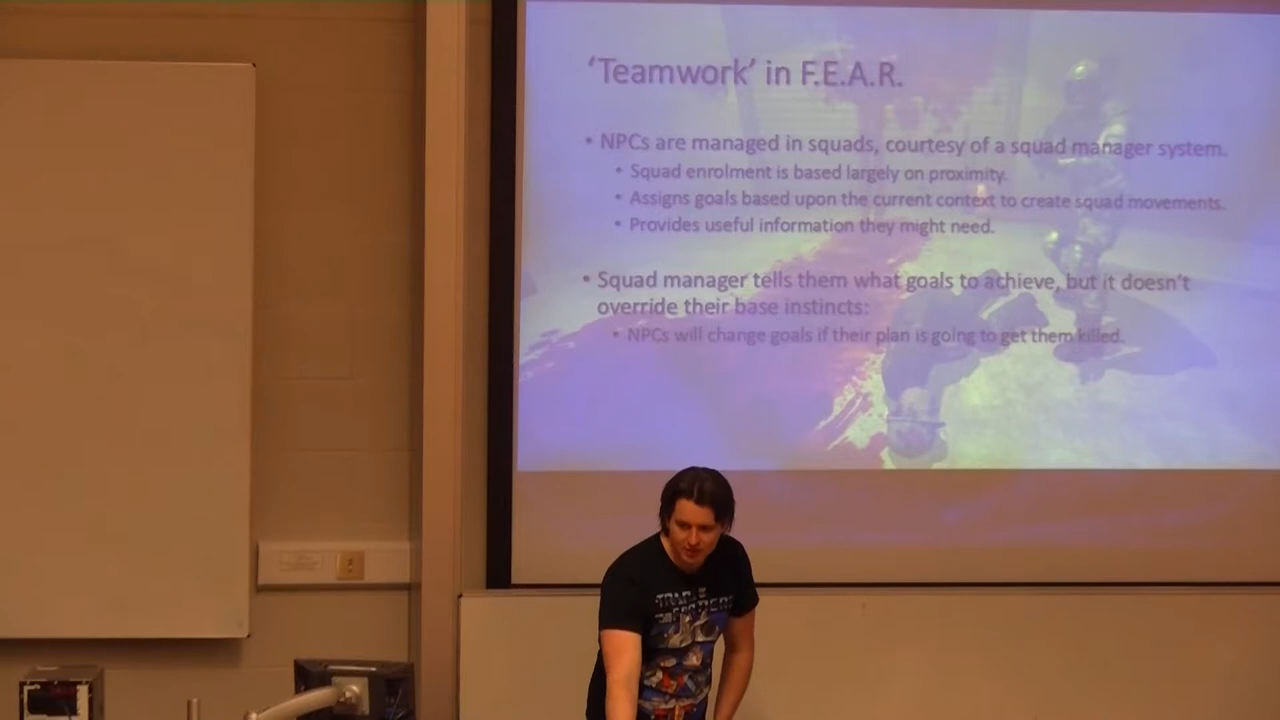 ‘Teamwork’ in F.E.A.R.
• NPCs are managed in squads, courtesy of a squad manager system.
• Squad enrolment is based largely on proximity.
• Assigns goals based upon the current context to create squad movements.
• Provides useful information they might need.
• Squad manager tells them what goals to achieve, but it doesn’t
override their base instincts:
• NPCs will change goals if their plan is going to get them killed.
TRANS
FORMERS